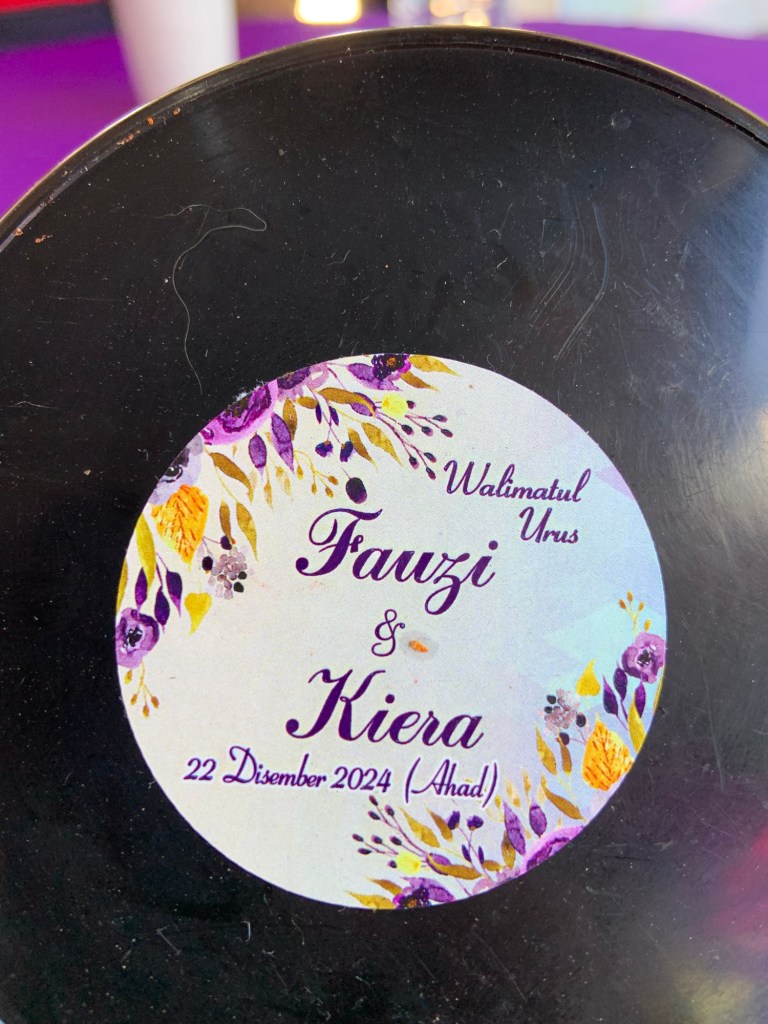 Walimatul
Urus
Fauzi
&
Kiera
22 Disember 2024 (Ahad)